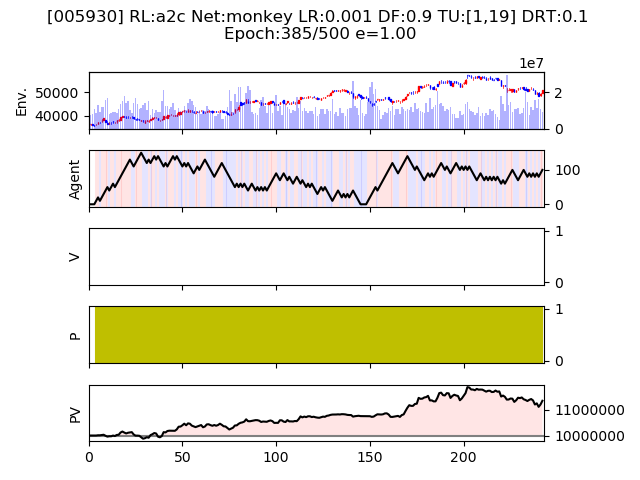 [005930] RL:a2c Net:monkey LR:0.001 DF:0.9 TU:[1,19] DRT:0.1
Epoch:385/500 e=1.00
1e7
Env.
50000
40000
2
0
Agent
100
0
V
1
0
P
1
0
PV
11000000
10000000
0 50 100 150 200